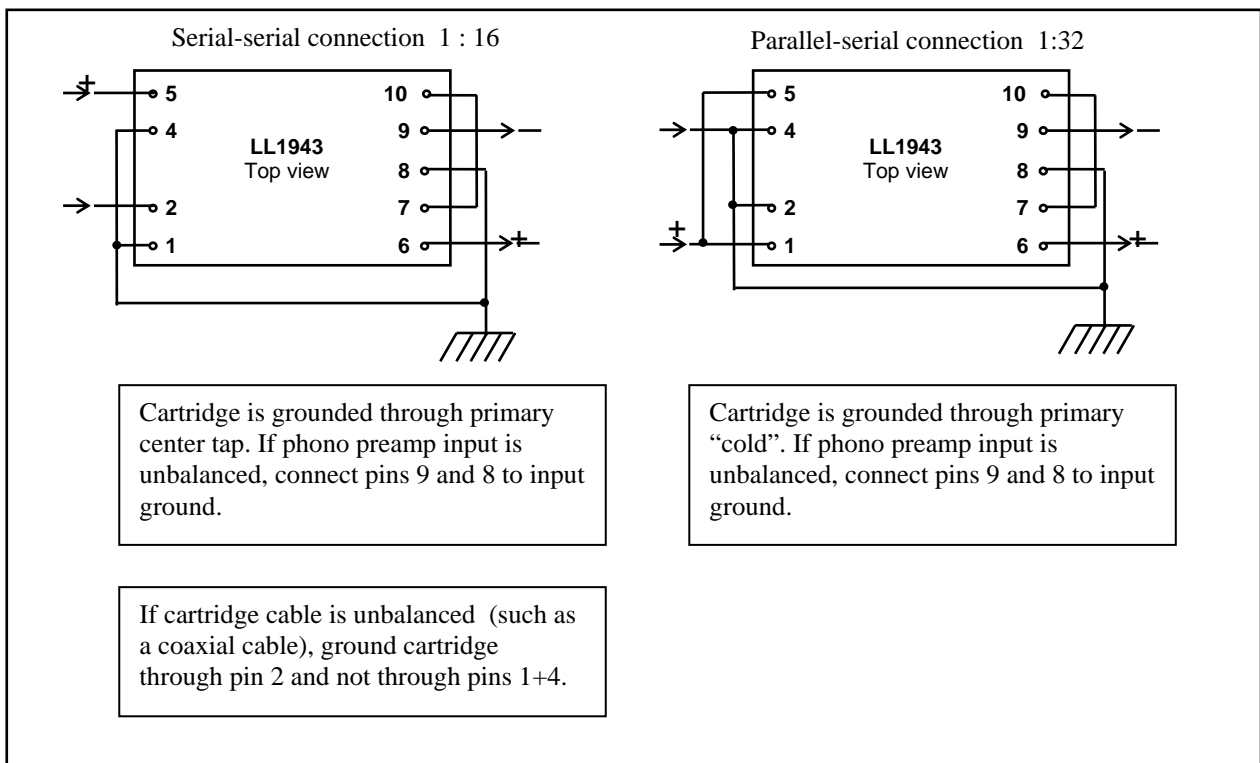 Serial-serial connection 1 : 16
+
5
4
2
1
LL1943
Top view
10
9
8
7
6
+
Cartridge is grounded through primary
center tap. If phono preamp input is
unbalanced, connect pins 9 and 8 to input
ground.
If cartridge cable is unbalanced (such as
a coaxial cable), ground cartridge
through pin 2 and not through pins 1+4.
Parallel-serial connection 1:32
5
4
2
+
1
LL1943
Top view
10
9
8
7
6
+
Cartridge is grounded through primary
“cold”. If phono preamp input is
unbalanced, connect pins 9 and 8 to input
ground.